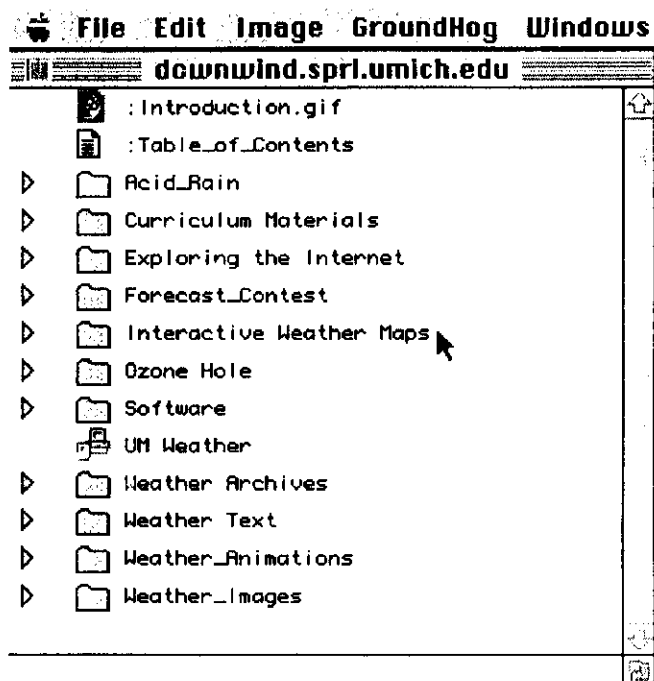 File Edit Image GroundHog Windows
downwind.sprl.umich.edu
:Introduction.gif
:Table_of_Contents
Acid_Rain
Curriculum Materials
Exploring the Internet
Forecast_Contest
Interactive Weather Maps
Ozone Hole
Software
UM Weather
Weather Archives
Weather Text
Weather_Animations
Weather_Images